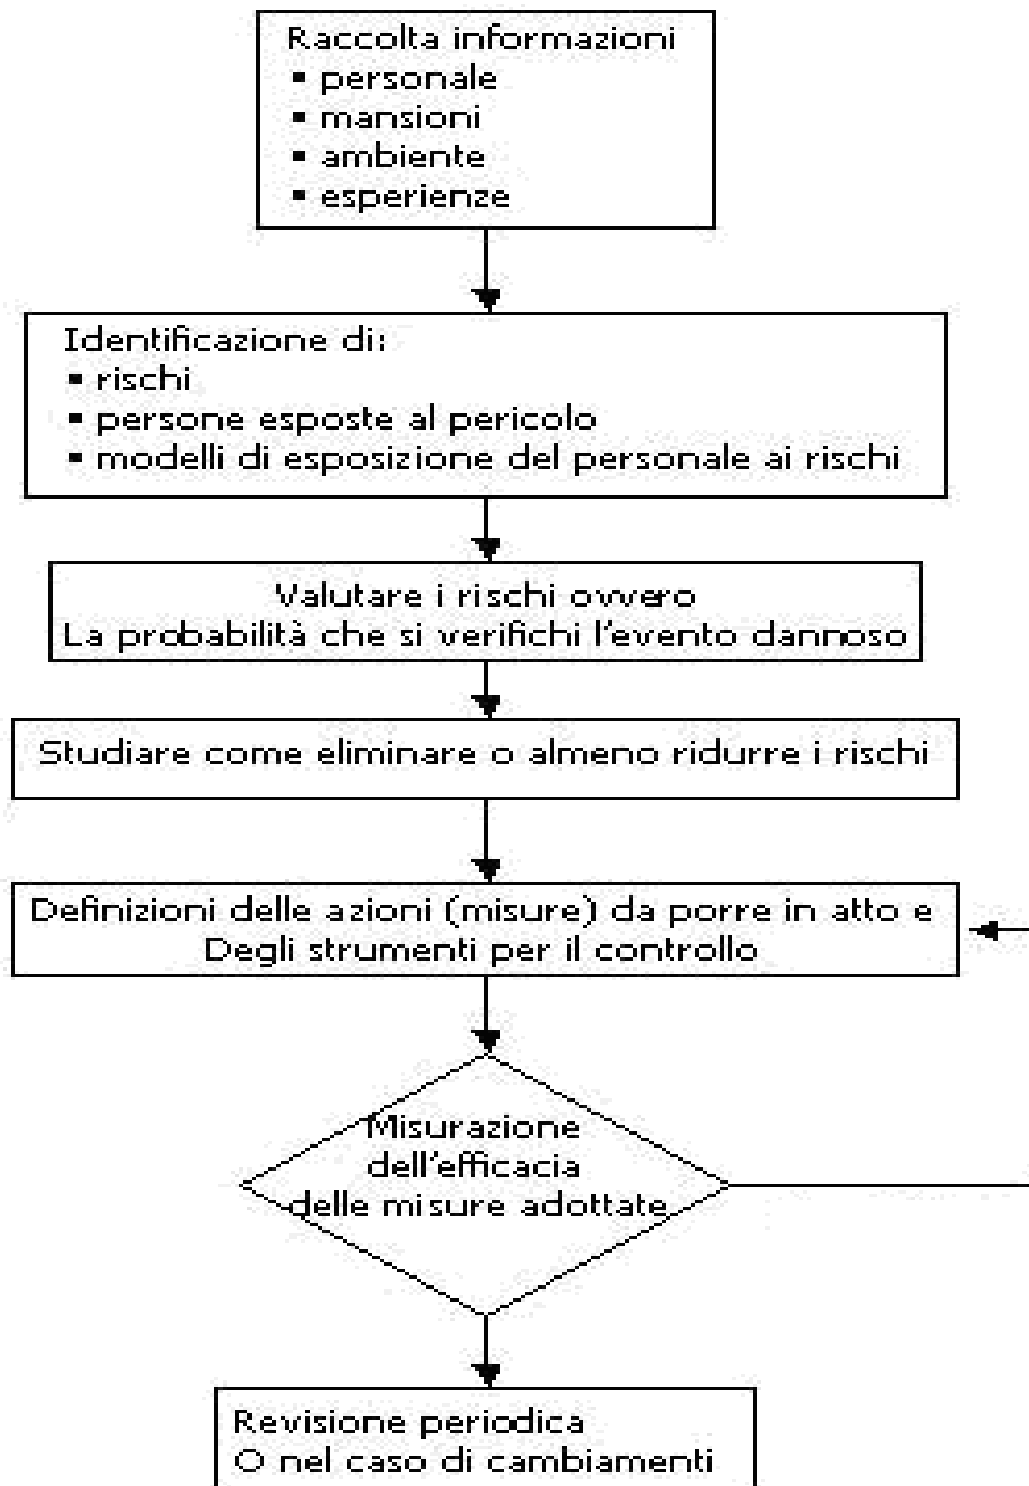 Raccolta informazioni
▪ personale
▪ mansioni
▪ ambiente
▪ esperienze
Identificazione di:
▪ rischi
▪ persone esposte al pericolo
▪ modelli di esposizione del personale ai rischi
Valutare i rischi ovvero
La probabilità che si verifichi l'evento dannoso
Studiare come eliminare o almeno ridurre i rischi
Definizioni delle azioni (misure) da porre in atto e
Degli strumenti per il controllo
Misurazione
dell'efficacia
delle misure adottate
Revisione periodica
O nel caso di cambiamenti